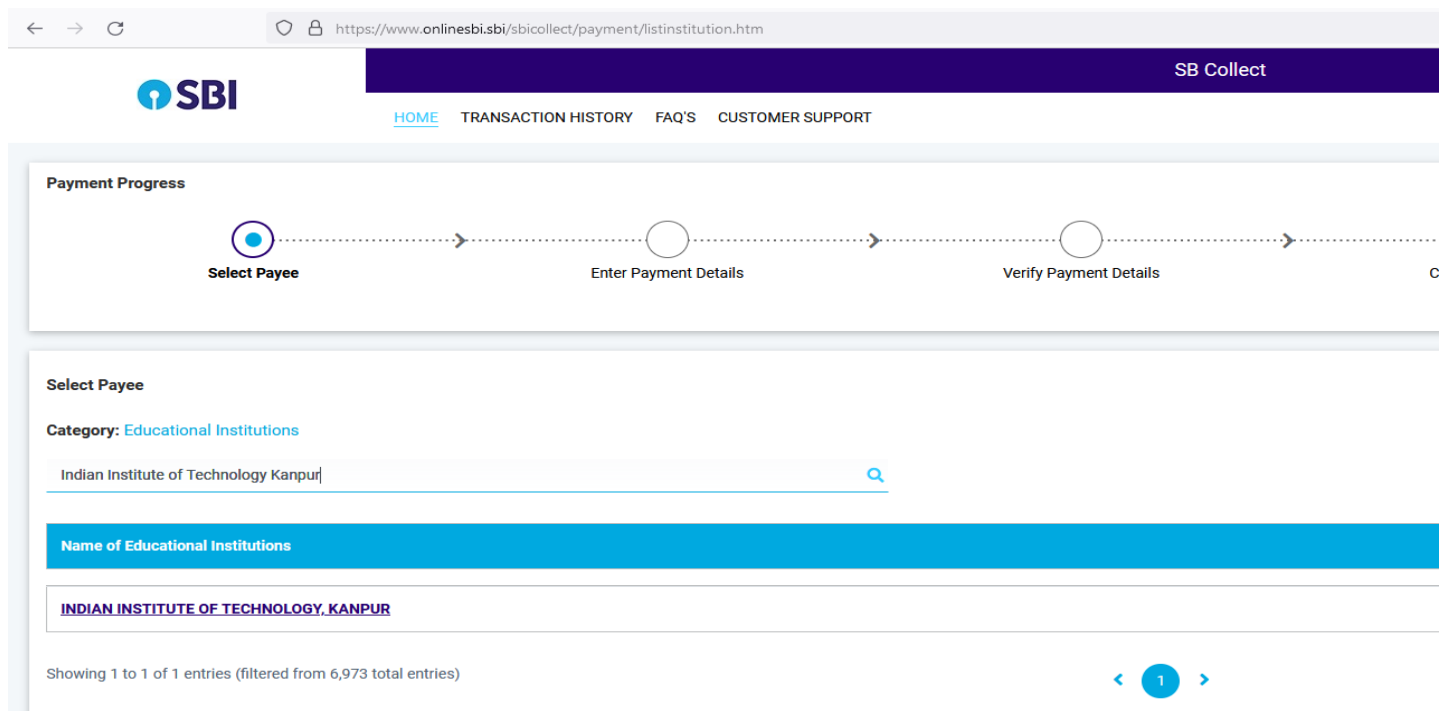 https://www.onlinesbi.sbi/sbicollect/payment/listinstitution.htm
SBI
SB Collect
HOME TRANSACTION HISTORY FAQ'S CUSTOMER SUPPORT
Payment Progress
Select Payee Enter Payment Details Verify Payment Details C
Select Payee
Category: Educational Institutions
Indian Institute of Technology Kanpur
Name of Educational Institutions
INDIAN INSTITUTE OF TECHNOLOGY, KANPUR
Showing 1 to 1 of 1 entries (filtered from 6,973 total entries)
1